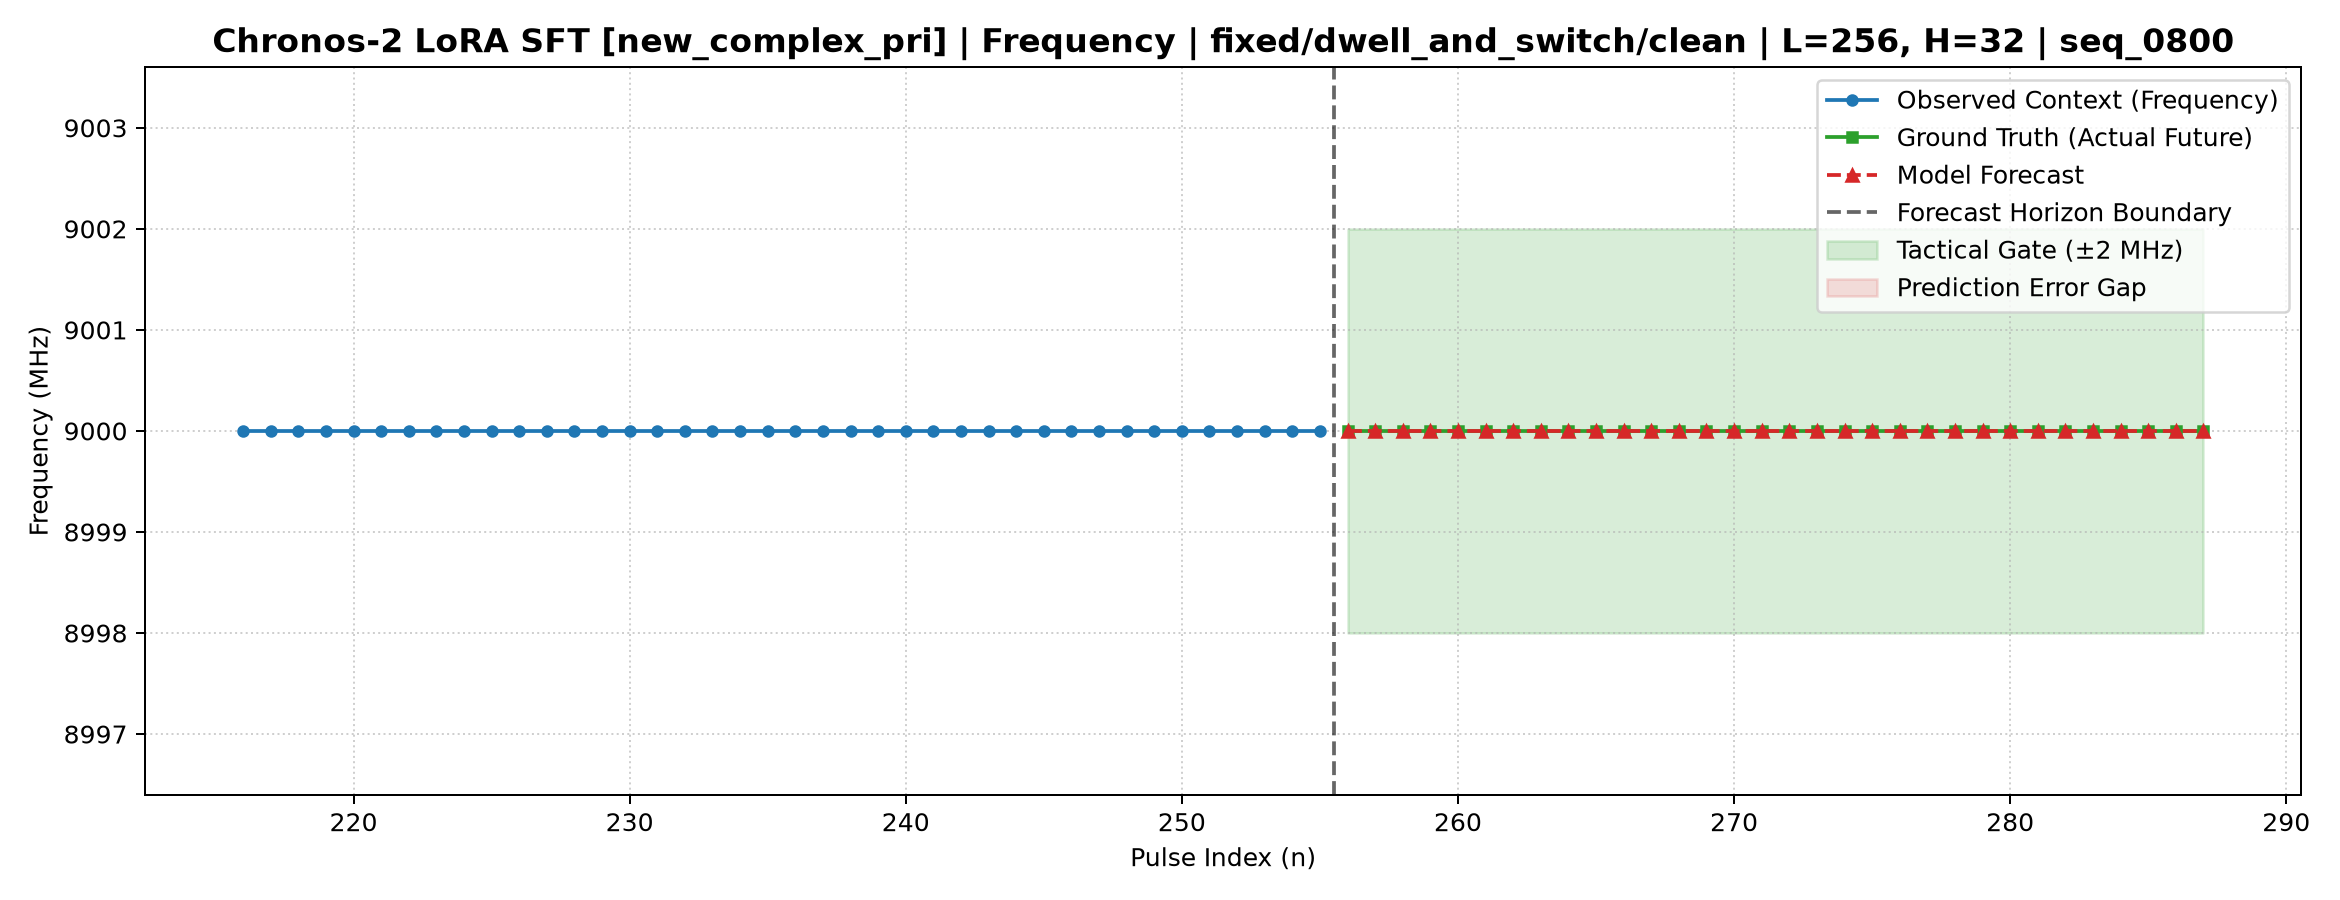 Chronos-2 LoRA SFT [new_complex_pri] | Frequency | fixed/dwell_and_switch/clean | L=256, H=32 | seq_0800
Observed Context (Frequency)
Ground Truth (Actual Future)
Model Forecast
Forecast Horizon Boundary
Tactical Gate (±2 MHz)
Prediction Error Gap
Frequency (MHz)
9003
9002
9001
9000
8999
8998
8997
220 230 240 250 260 270 280 290
Pulse Index (n)